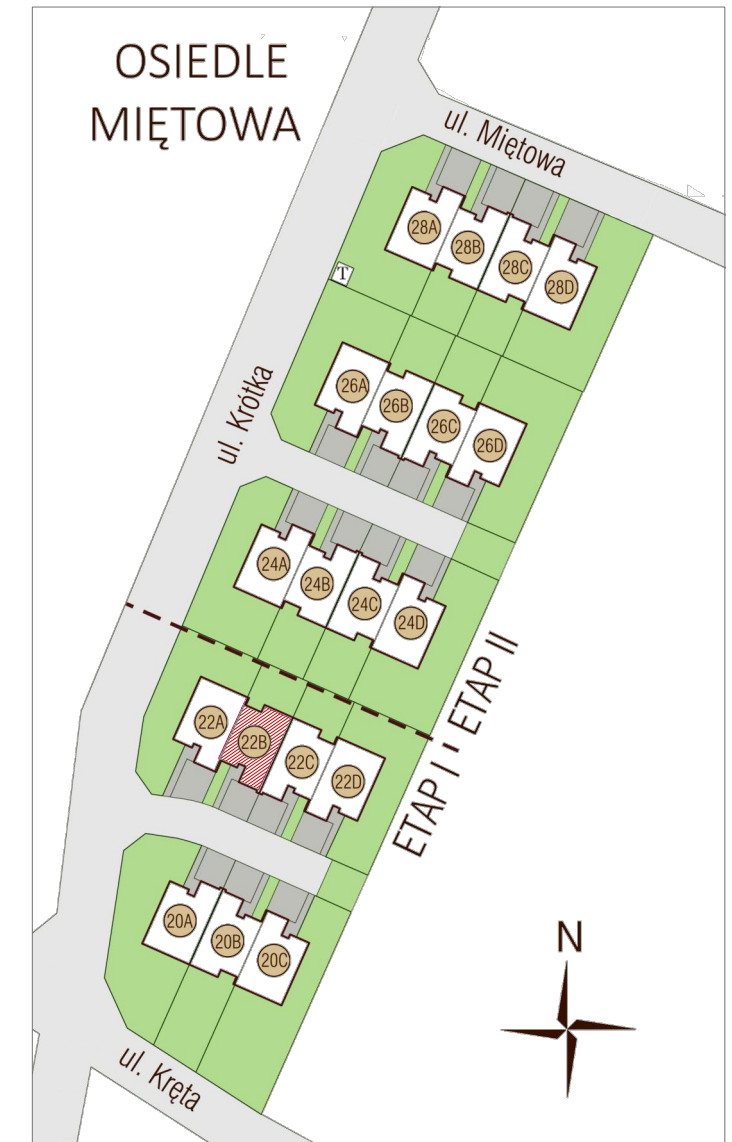 OSIEDLE
MIĘTOWA
ul. Miętowa
28A
28B
28C
28D
T
26A
26B
26C
26D
ul. Krótka
24A
24B
24C
24D
ETAP II
22A
22B
22C
22D
ETAP I
20A
20B
20C
N
ul. Kręta